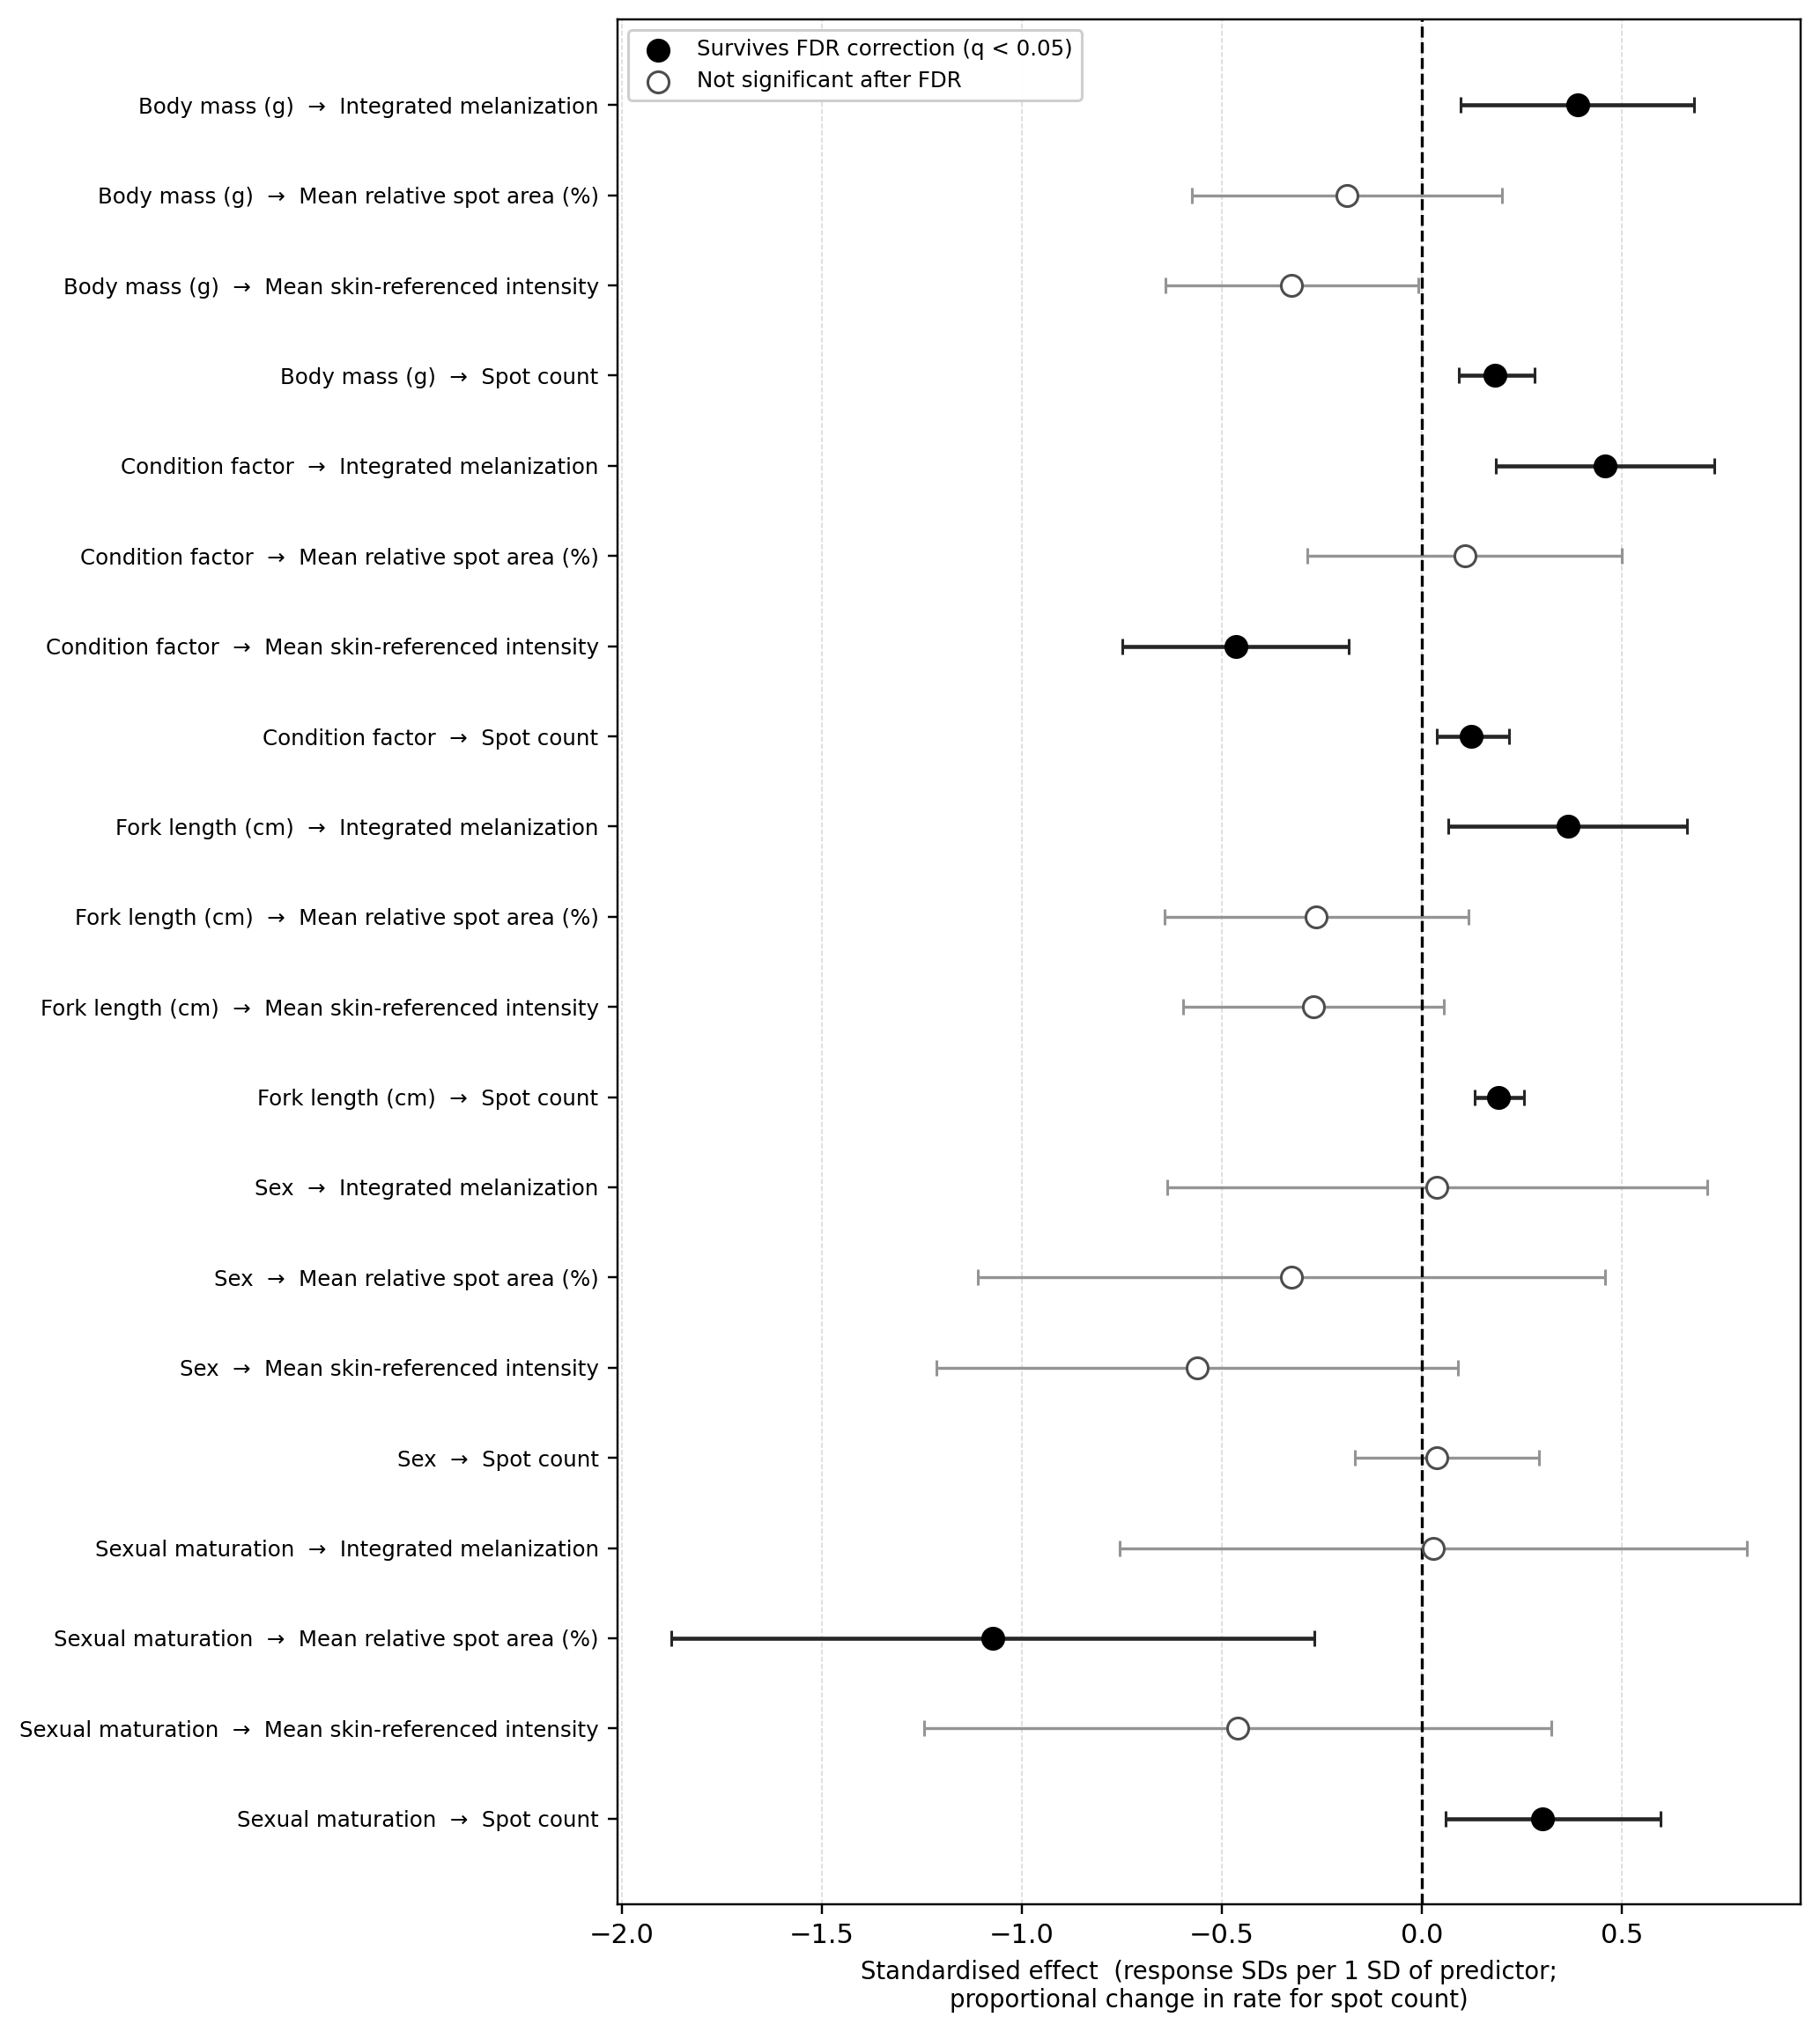 Survives FDR correction (q < 0.05)
Not significant after FDR
Body mass (g) → Integrated melanization
Body mass (g) → Mean relative spot area (%)
Body mass (g) → Mean skin-referenced intensity
Body mass (g) → Spot count
Condition factor → Integrated melanization
Condition factor → Mean relative spot area (%)
Condition factor → Mean skin-referenced intensity
Condition factor → Spot count
Fork length (cm) → Integrated melanization
Fork length (cm) → Mean relative spot area (%)
Fork length (cm) → Mean skin-referenced intensity
Fork length (cm) → Spot count
Sex → Integrated melanization
Sex → Mean relative spot area (%)
Sex → Mean skin-referenced intensity
Sex → Spot count
Sexual maturation → Integrated melanization
Sexual maturation → Mean relative spot area (%)
Sexual maturation → Mean skin-referenced intensity
Sexual maturation → Spot count
−2.0 −1.5 −1.0 −0.5 0.0 0.5
Standardised effect (response SDs per 1 SD of predictor;
proportional change in rate for spot count)